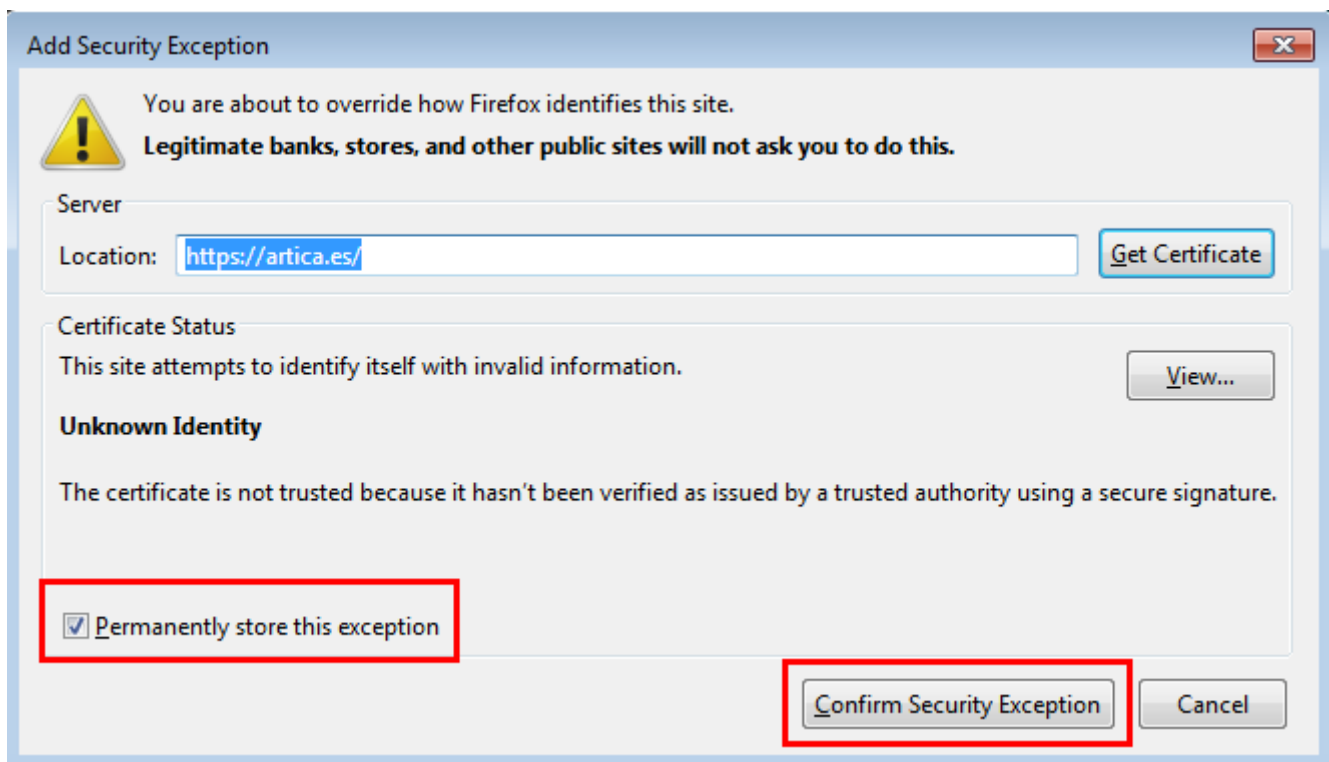 Add Security Exception
You are about to override how Firefox identifies this site.
Legitimate banks, stores, and other public sites will not ask you to do this.
Server
Location: https://artica.es/ Get Certificate
Certificate Status
This site attempts to identify itself with invalid information.
View...
Unknown Identity
The certificate is not trusted because it hasn't been verified as issued by a trusted authority using a secure signature.
Permanently store this exception
Confirm Security Exception Cancel